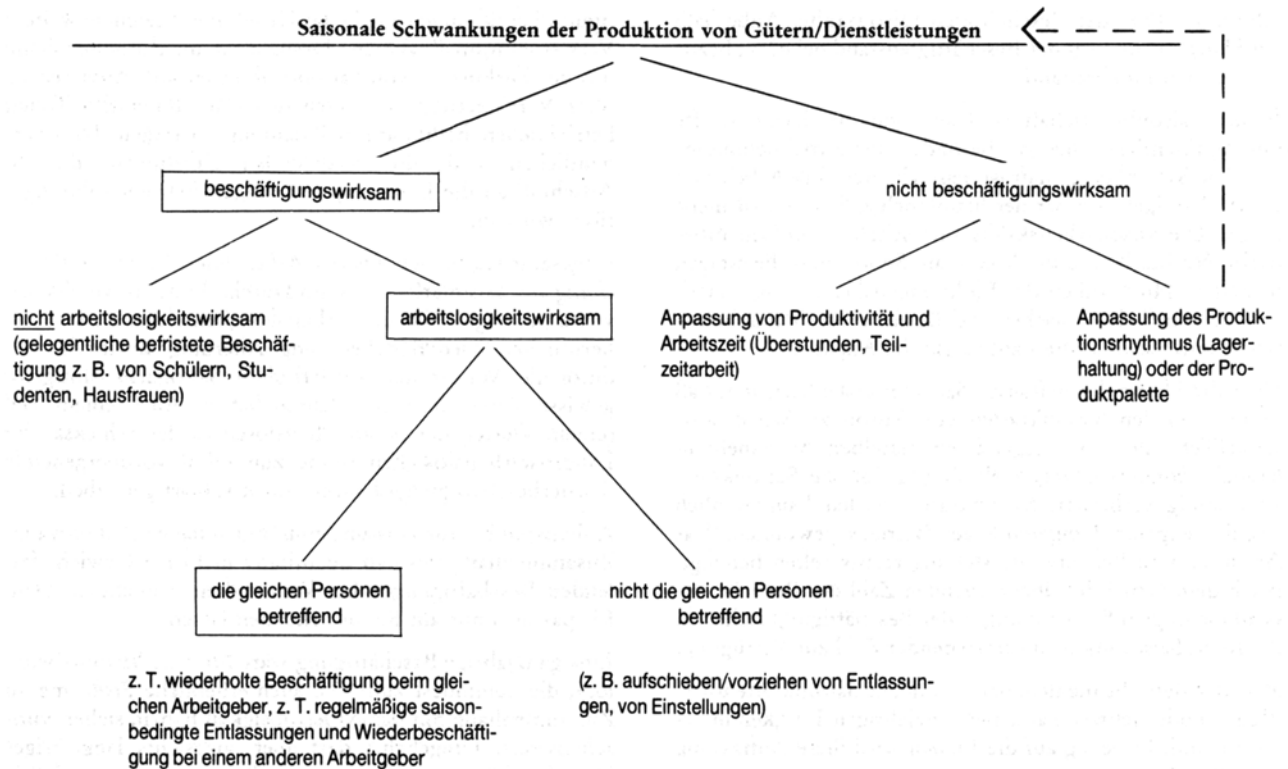 Saisonale Schwankungen der Produktion von Gütern/Dienstleistungen
beschäftigungswirksam
nicht beschäftigungswirksam
nicht arbeitslosigkeitswirksam
(gelegentliche befristete Beschäf-
tigung z. B. von Schülern, Stu-
denten, Hausfrauen)
arbeitslosigkeitswirksam
Anpassung von Produktivität und
Arbeitszeit (Überstunden, Teil-
zeitarbeit)
Anpassung des Produk-
tionsrhythmus (Lager-
haltung) oder der Pro-
duktpalette
die gleichen Personen
betreffend
nicht die gleichen Personen
betreffend
z. T. wiederholte Beschäftigung beim glei-
chen Arbeitgeber, z. T. regelmäßige saison-
bedingte Entlassungen und Wiederbeschäfti-
gung bei einem anderen Arbeitgeber
(z. B. aufschieben/vorziehen von Entlassun-
gen, von Einstellungen)